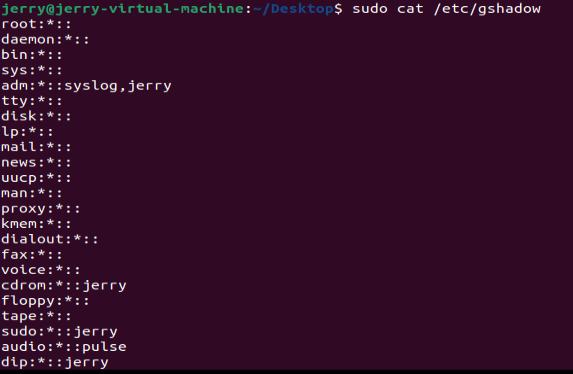 jerry@jerry-virtual-machine:~/Desktop$ sudo cat /etc/gshadow
root:*::
daemon:*::
bin:*::
sys:*::
adm:*::syslog,jerry
tty:*::
disk:*::
lp:*::
mail:*::
news:*::
uucp:*::
man:*::
proxy:*::
kmem:*::
dialout:*::
fax:*::
voice:*::
cdrom:*::jerry
floppy:*::
tape:*::
sudo:*::jerry
audio:*::pulse
dip:*::jerry